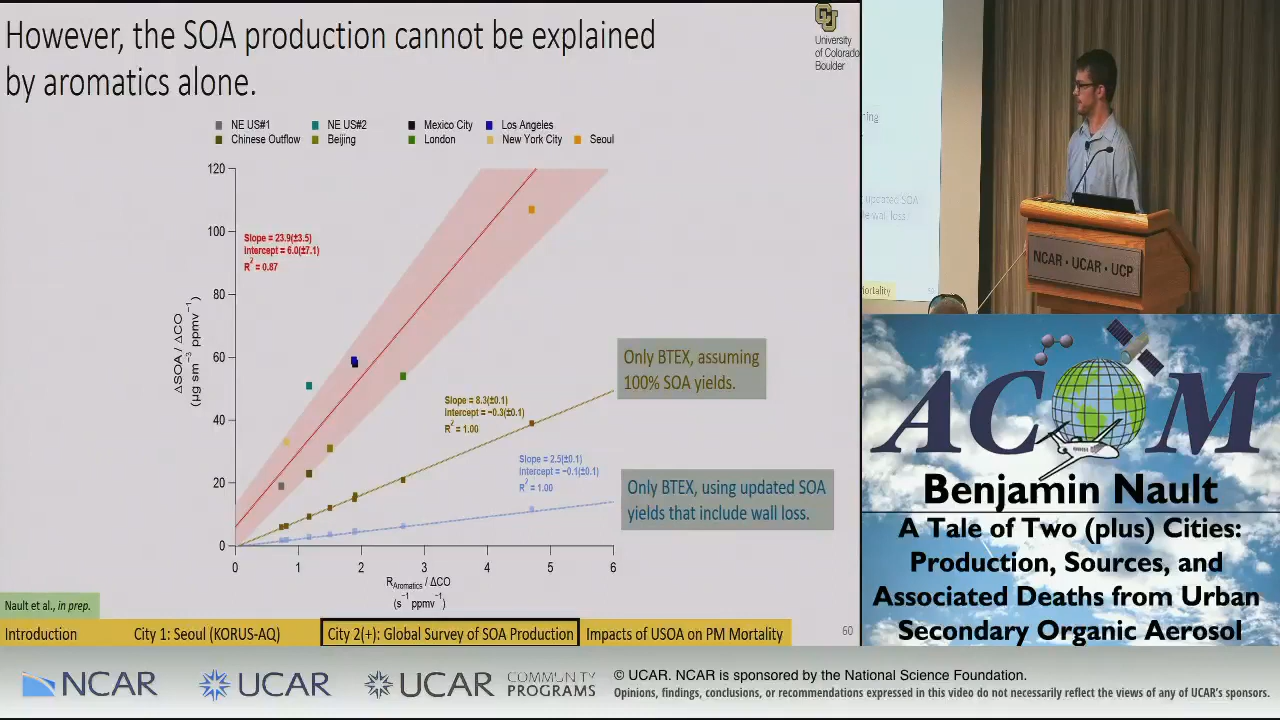 However, the SOA production cannot be explained
by aromatics alone.
University
of Colorado
Boulder
NE US#1
NE US#2
Mexico City
Los Angeles
Chinese Outflow
Beijing
London
New York City
Seoul
120
100
80
60
40
20
0
ΔSOA / ΔCO
(µg sm⁻³ ppmv⁻¹)
Slope = 23.9(±3.5)
Intercept = 6.0(±7.1)
R² = 0.87
Slope = 8.3(±0.1)
Intercept = −0.3(±0.1)
R² = 1.00
Slope = 2.5(±0.1)
Intercept = −0.1(±0.1)
R² = 1.00
Only BTEX, assuming
100% SOA yields.
Only BTEX, using updated SOA
yields that include wall loss.
0 1 2 3 4 5 6
R Aromatics / ΔCO
(s⁻¹ ppmv⁻¹)
Nault et al., in prep.
Introduction
City 1: Seoul (KORUS-AQ)
City 2(+): Global Survey of SOA Production
Impacts of USOA on PM Mortality
60
updated SOA
wall loss
NCAR • UCAR • UCP
ACOM
Benjamin Nault
A Tale of Two (plus) Cities:
Production, Sources, and
Associated Deaths from Urban
Secondary Organic Aerosol
NCAR
UCAR
UCAR
COMMUNITY
PROGRAMS
© UCAR. NCAR is sponsored by the National Science Foundation.
Opinions, findings, conclusions, or recommendations expressed in this video do not necessarily reflect the views of any of UCAR's sponsors.